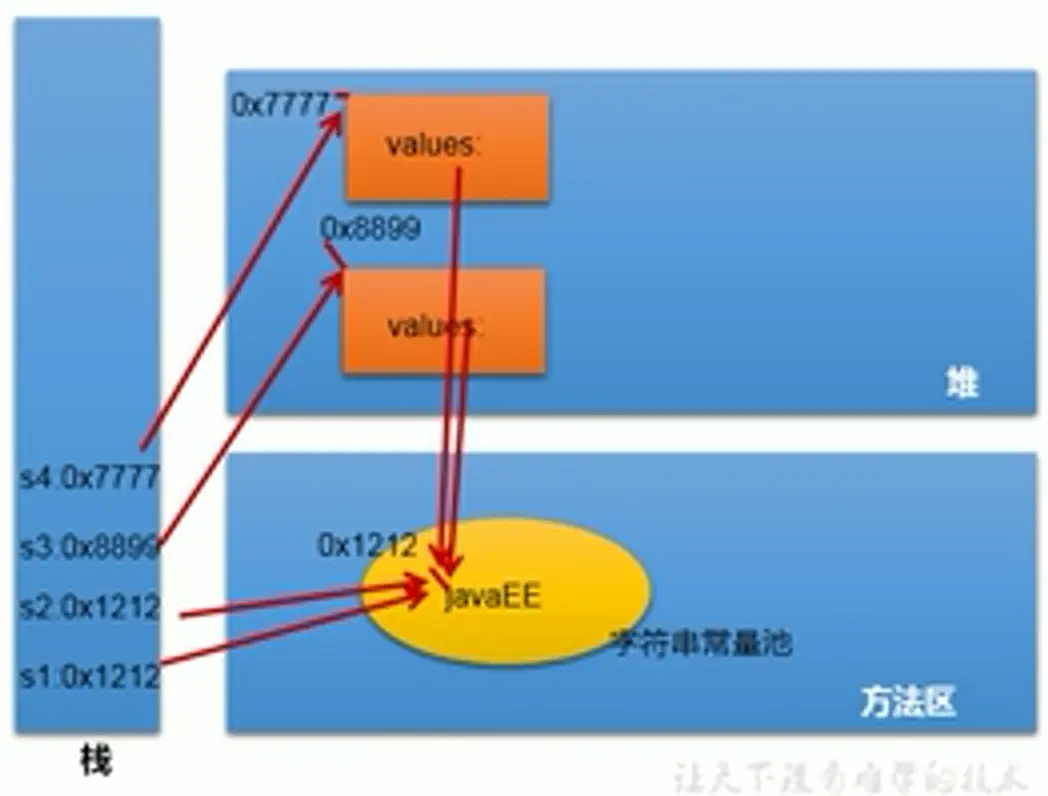 0x7777
values:
0x8899
values:
堆
s4:0x7777
s3:0x8899
s2:0x1212
s1:0x1212
栈
0x1212
javaEE
字符串常量池
方法区
让天下没有难学的技术